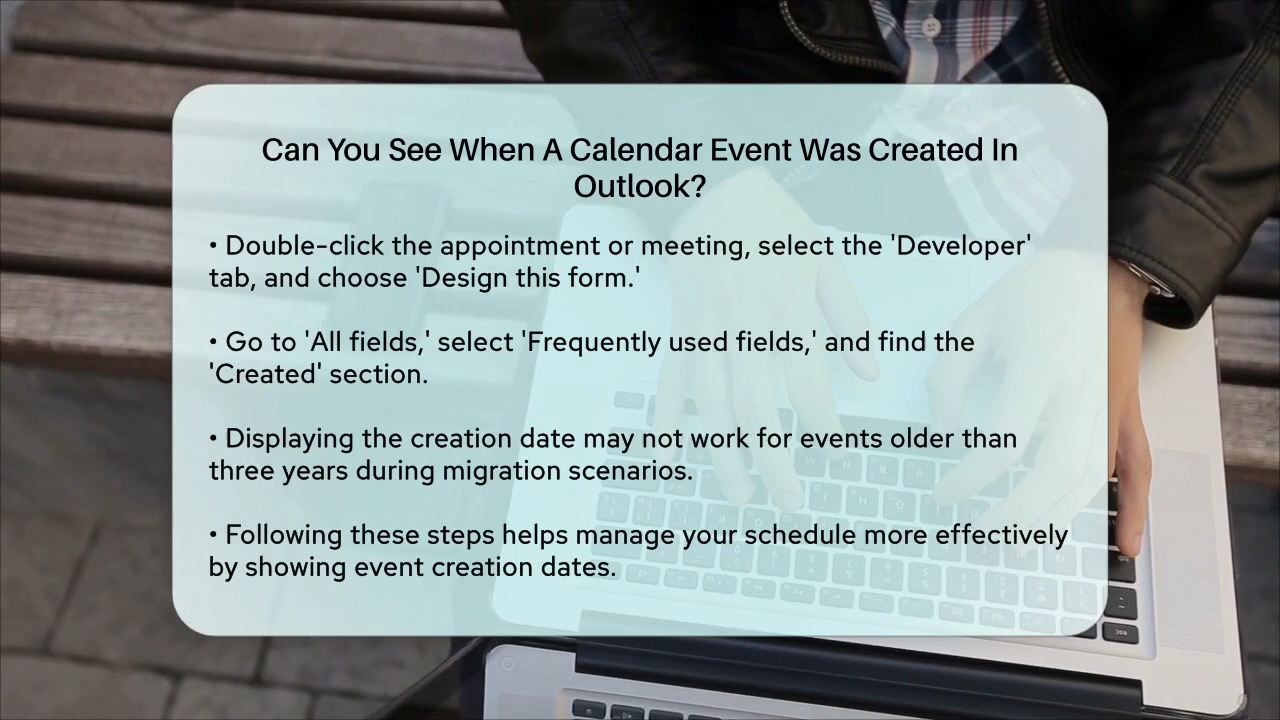 Can You See When A Calendar Event Was Created In
Outlook?
• Double-click the appointment or meeting, select the 'Developer'
tab, and choose 'Design this form.'
• Go to 'All fields,' select 'Frequently used fields,' and find the
'Created' section.
• Displaying the creation date may not work for events older than
three years during migration scenarios.
• Following these steps helps manage your schedule more effectively
by showing event creation dates.